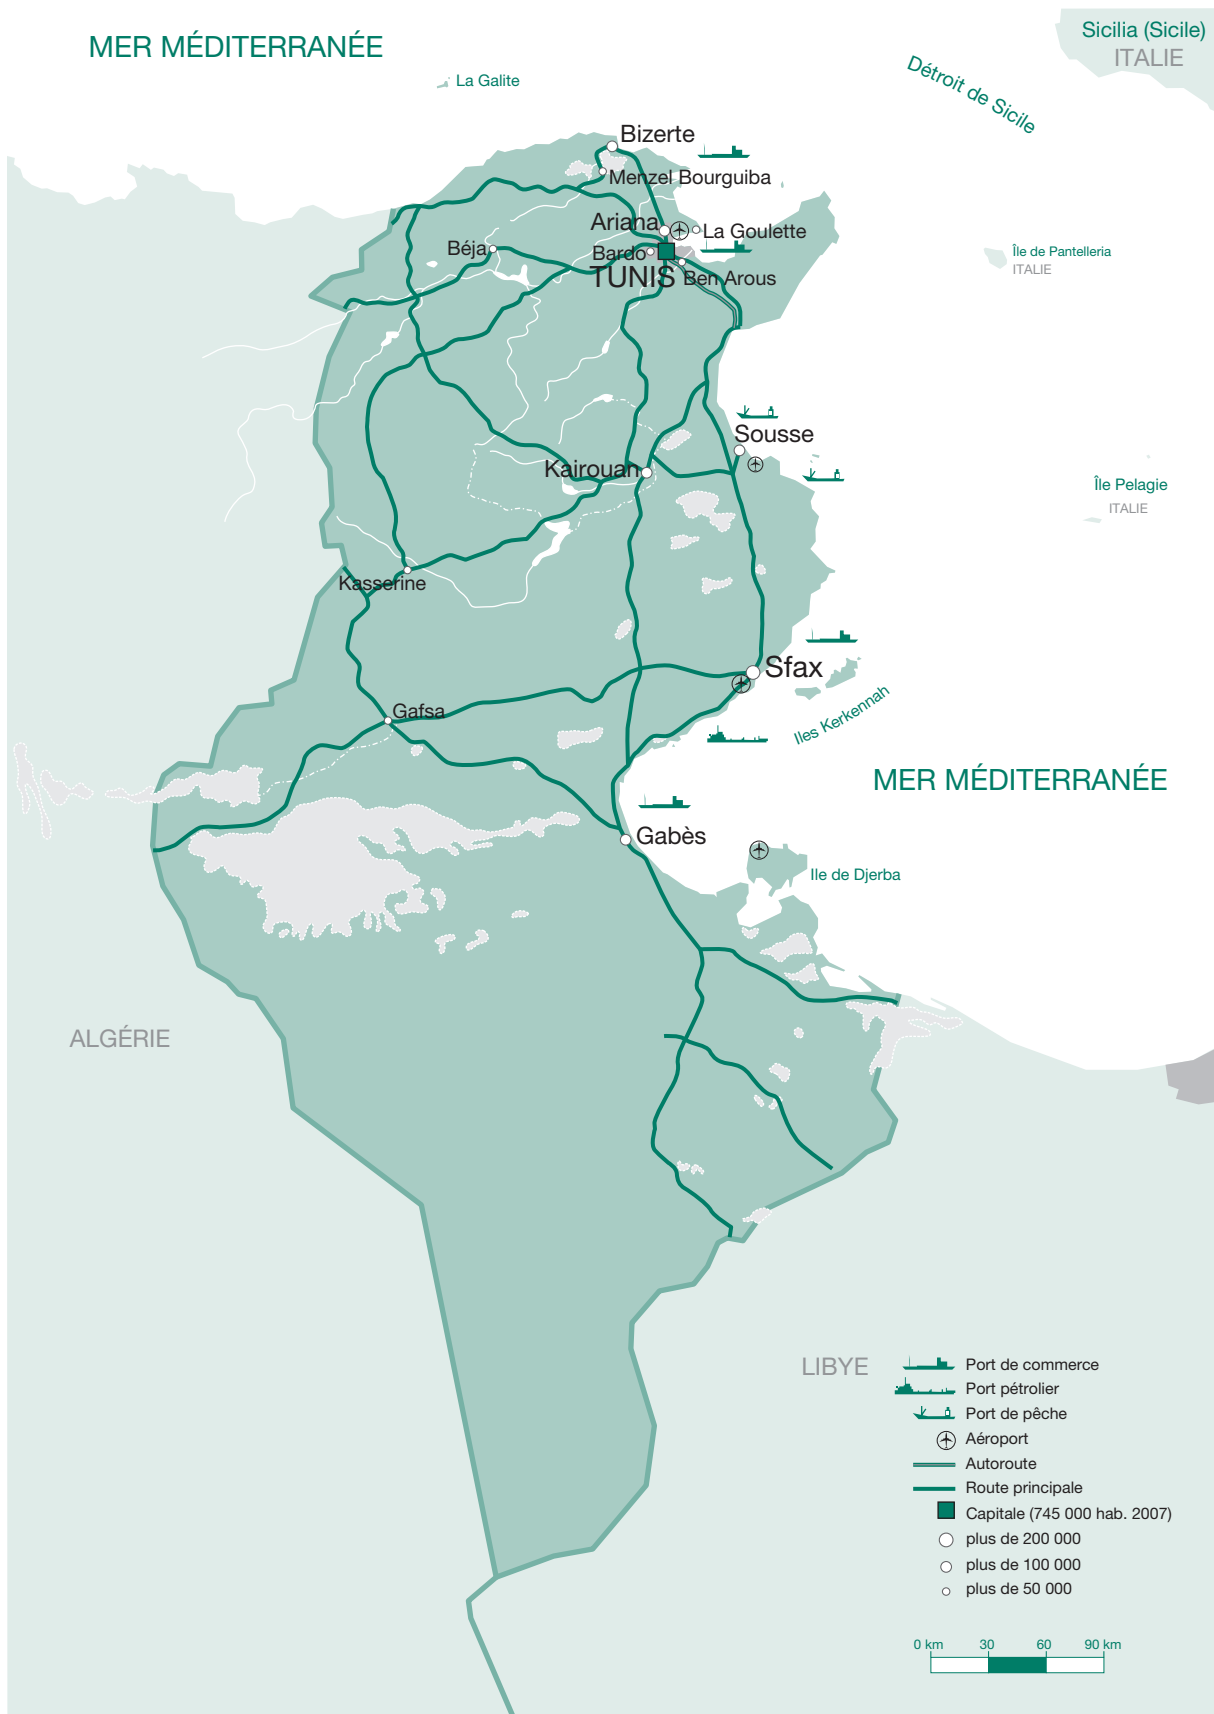 Sicilia (Sicile)
ITALIE
MER MÉDITERRANÉE
Détroit de Sicile
La Galite
Bizerte
Menzel Bourguiba
Ariana
La Goulette
Béja
Bardo
TUNIS
Ben Arous
Île de Pantelleria
ITALIE
Sousse
Kairouan
Île Pelagie
ITALIE
Kasserine
Sfax
Iles Kerkennah
Gafsa
MER MÉDITERRANÉE
Gabès
Ile de Djerba
ALGÉRIE
LIBYE
Port de commerce
Port pétrolier
Port de pêche
Aéroport
Autoroute
Route principale
Capitale (745 000 hab. 2007)
plus de 200 000
plus de 100 000
plus de 50 000
0 km 30 60 90 km